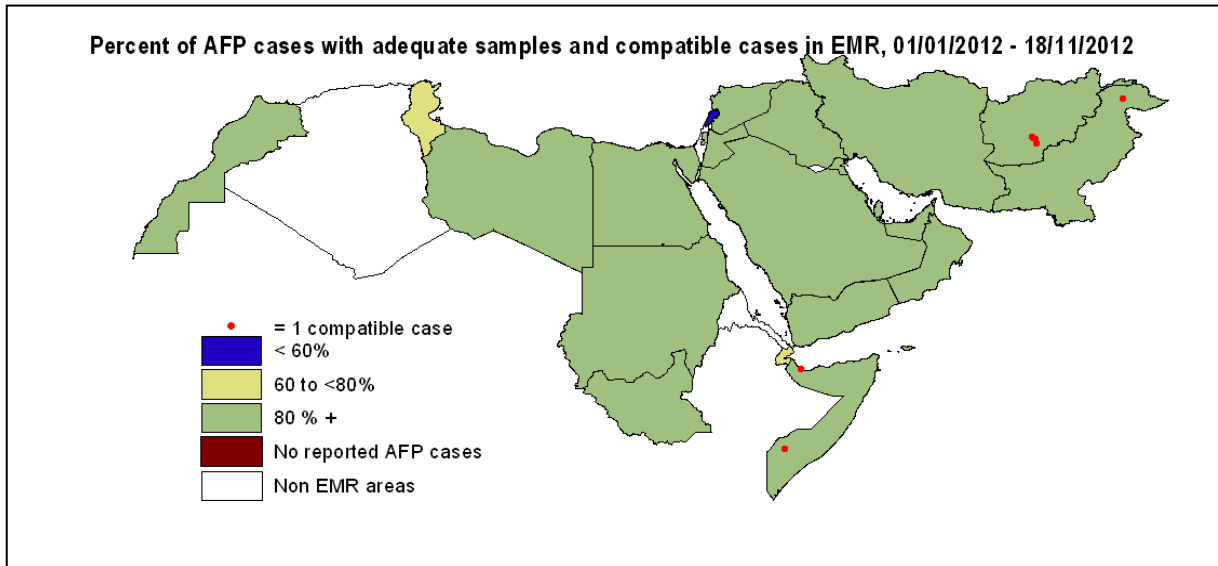 Percent of AFP cases with adequate samples and compatible cases in EMR, 01/01/2012 - 18/11/2012
= 1 compatible case
< 60%
60 to <80%
80 % +
No reported AFP cases
Non EMR areas